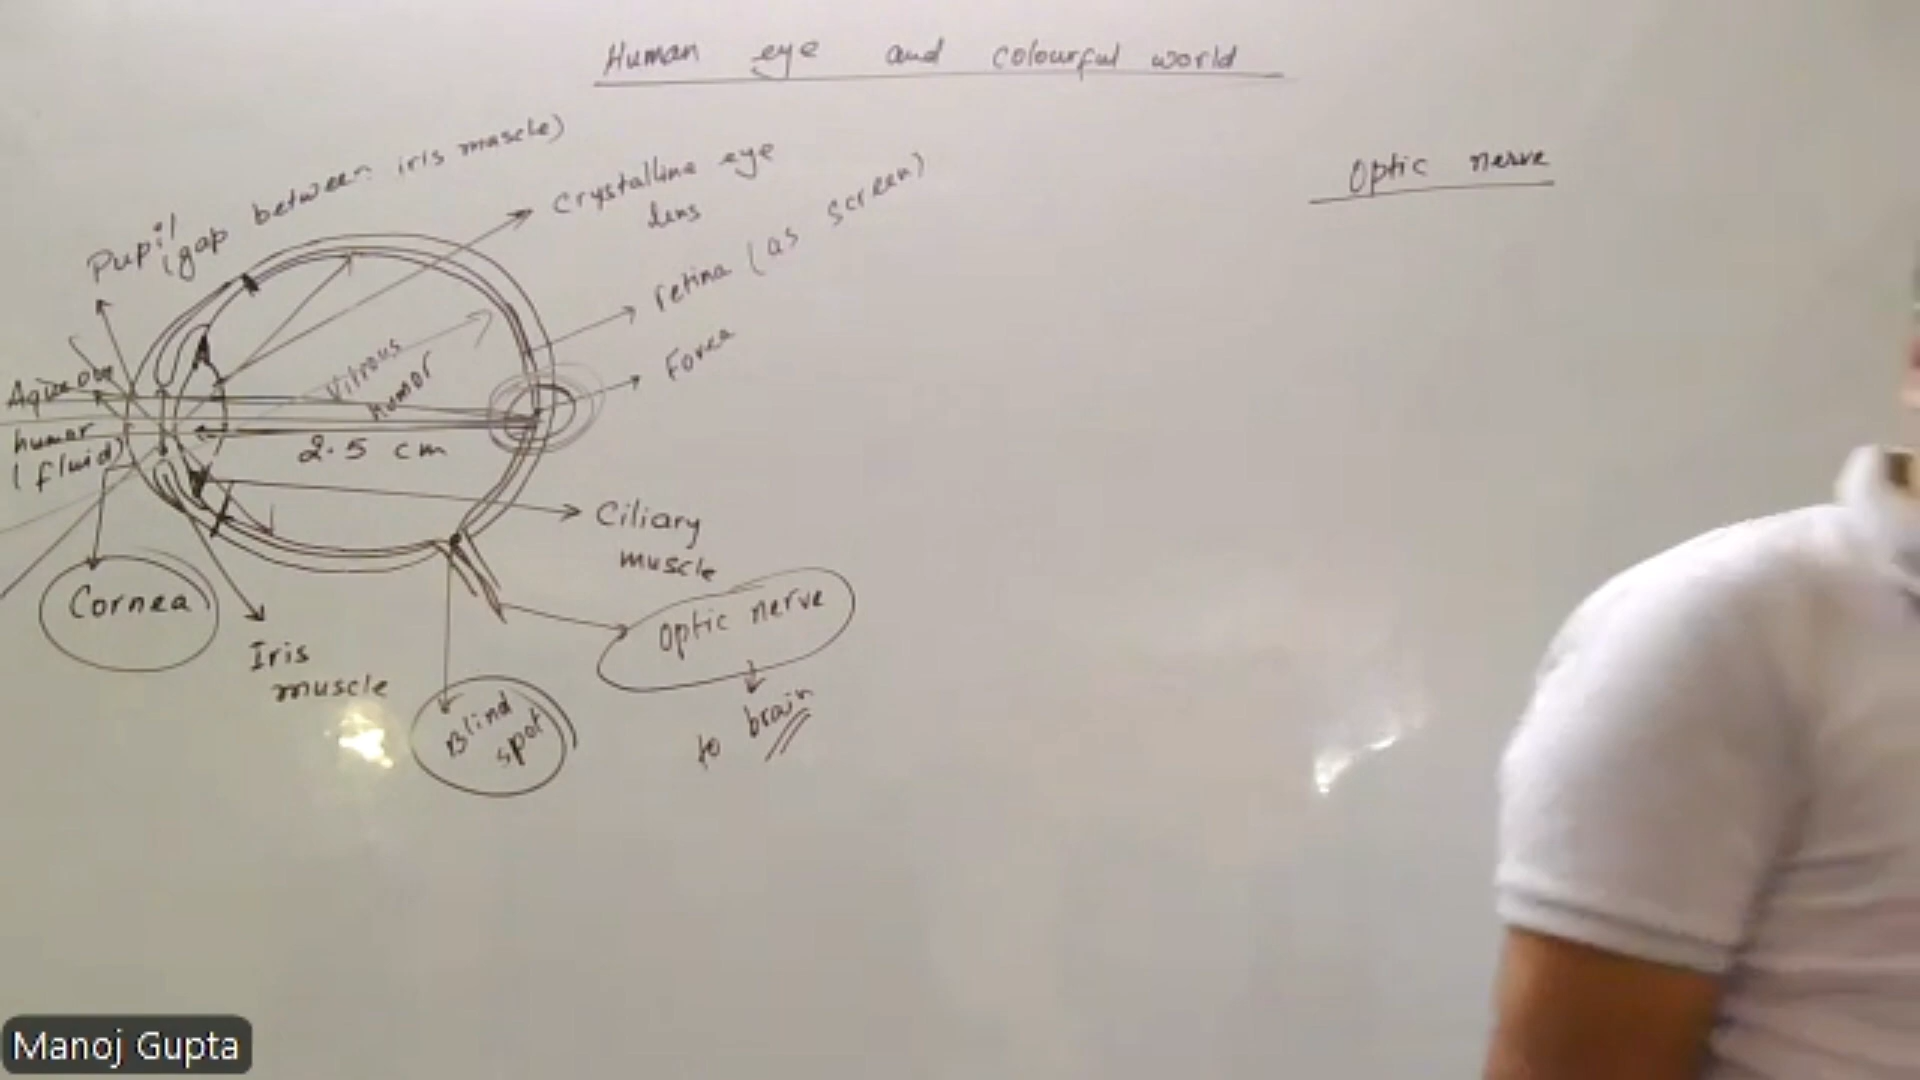 Human eye and colourful world
Pupil
(gap between iris muscle)
Crystalline eye
lens
retina (as screen)
Fovea
Optic nerve
Aqueous
humar
(fluid)
Vitrous
humor
2.5 cm
Ciliary
muscle
Cornea
Iris
muscle
Blind
spot
Optic nerve
to brain
Manoj Gupta